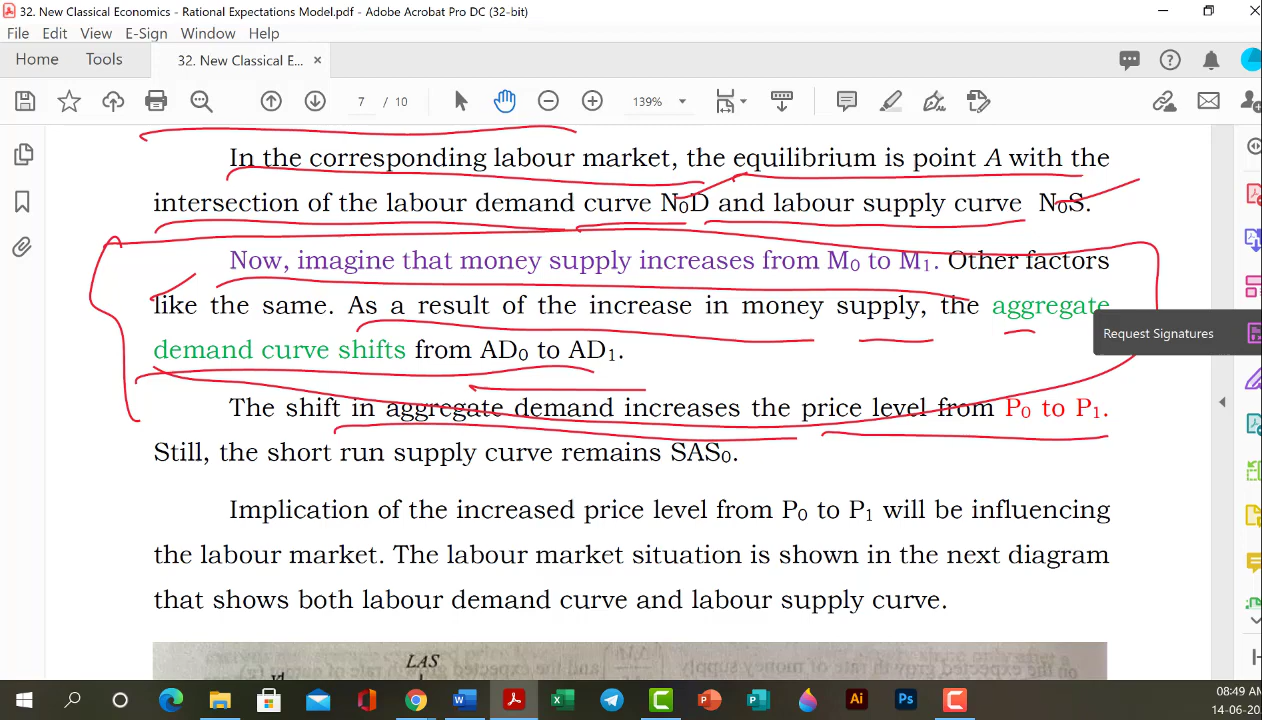 32. New Classical Economics - Rational Expectations Model.pdf - Adobe Acrobat Pro DC (32-bit)
File Edit View E-Sign Window Help
Home Tools 32. New Classical E... ×
7 / 10 139%
In the corresponding labour market, the equilibrium is point A with the
intersection of the labour demand curve N₀D and labour supply curve N₀S.
Now, imagine that money supply increases from M₀ to M₁. Other factors
like the same. As a result of the increase in money supply, the aggregate
Request Signatures
demand curve shifts from AD₀ to AD₁.
The shift in aggregate demand increases the price level from P₀ to P₁.
Still, the short run supply curve remains SAS₀.
Implication of the increased price level from P₀ to P₁ will be influencing
the labour market. The labour market situation is shown in the next diagram
that shows both labour demand curve and labour supply curve.
LAS
08:49 AM
14-06-20